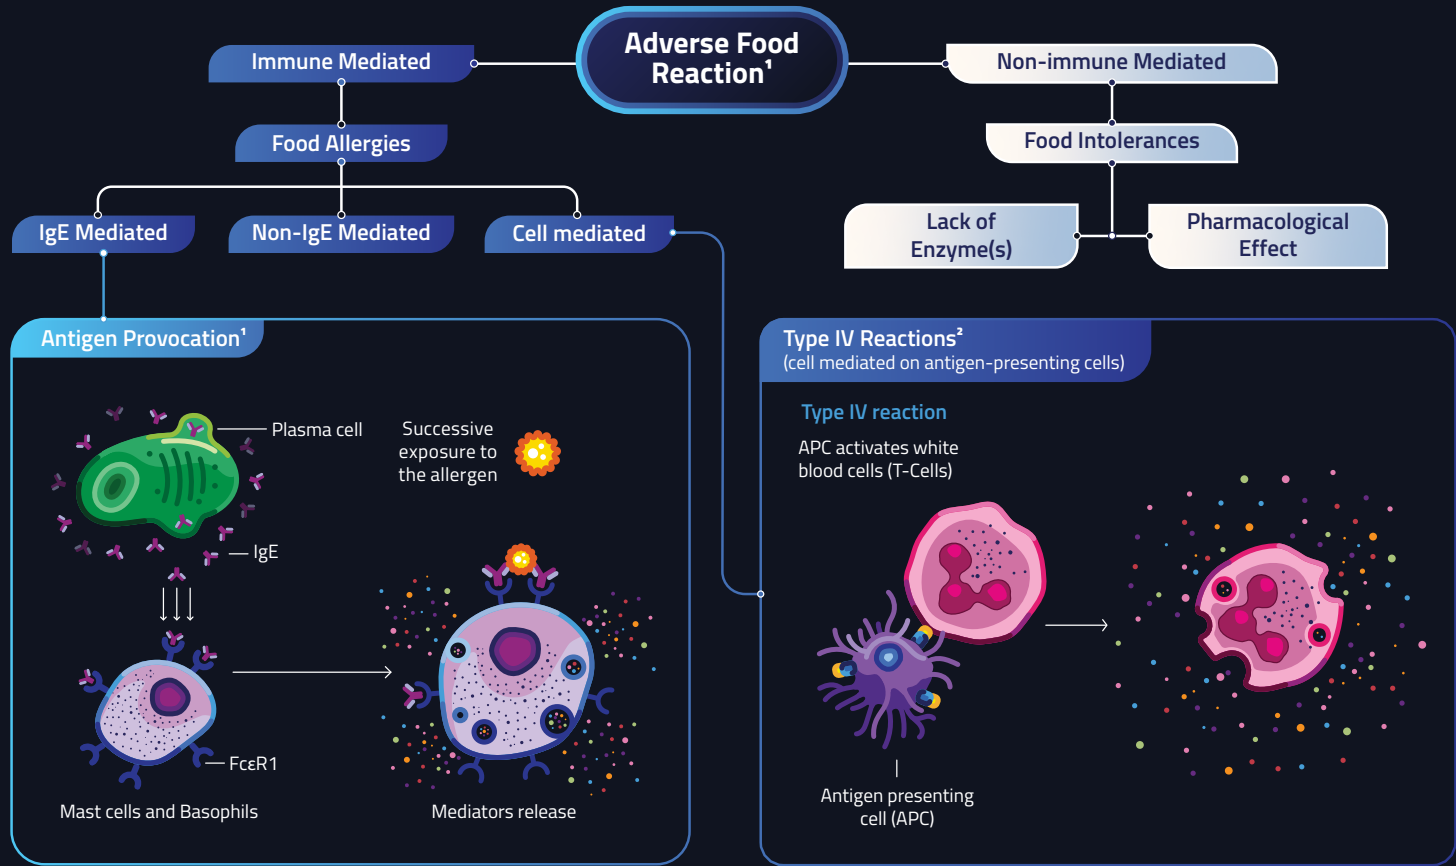 Adverse Food
Reaction¹
Immune Mediated
Non-immune Mediated
Food Allergies
Food Intolerances
IgE Mediated
Non-IgE Mediated
Cell mediated
Lack of
Enzyme(s)
Pharmacological
Effect
Antigen Provocation¹
Plasma cell
Successive
exposure to
the allergen
IgE
FcεR1
Mast cells and Basophils
Mediators release
Type IV Reactions²
(cell mediated on antigen-presenting cells)
Type IV reaction
APC activates white
blood cells (T-Cells)
Antigen presenting
cell (APC)